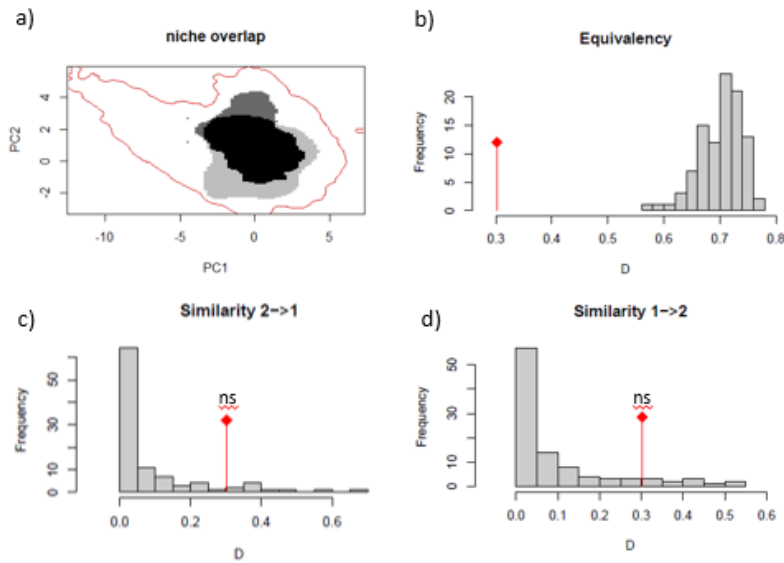 a)
niche overlap
PC2
4
2
0
-2
-10
-5
0
5
PC1
b)
Equivalency
Frequency
20
15
10
5
0
0.3
0.4
0.5
0.6
0.7
0.8
D
c)
Similarity 2->1
ns
Frequency
50
30
10
0
0.0
0.2
0.4
0.6
D
d)
Similarity 1->2
ns
Frequency
50
30
10
0
0.0
0.1
0.2
0.3
0.4
0.5
0.6
D